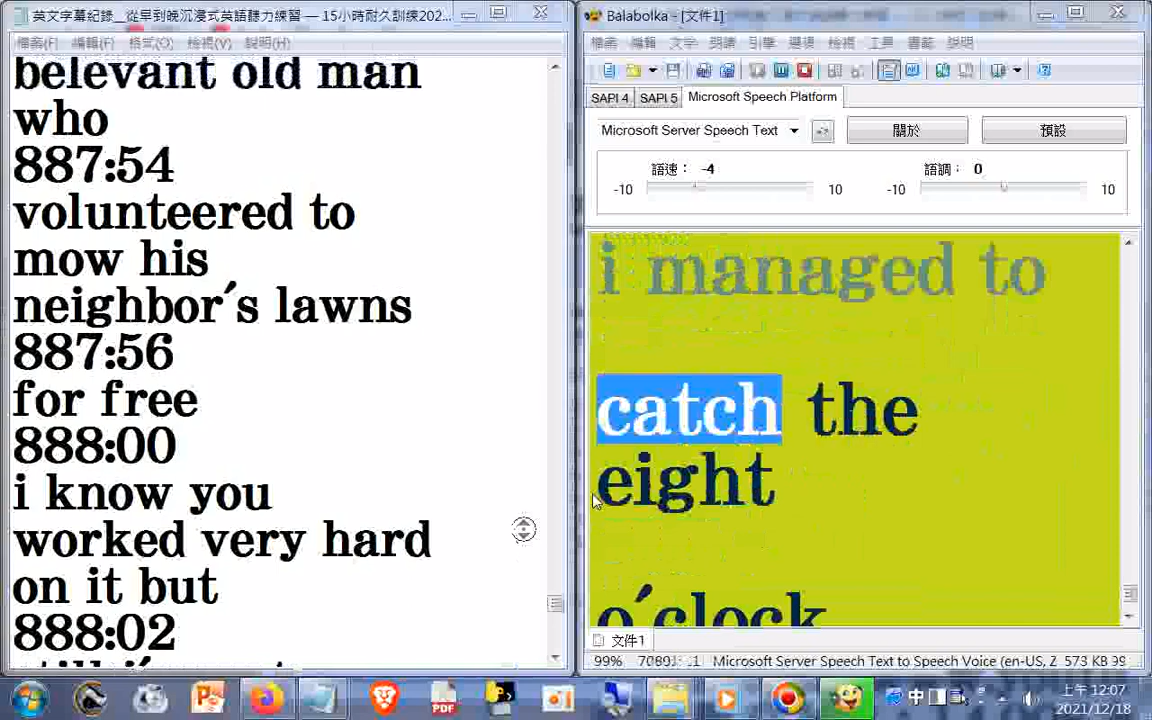 英文字幕紀錄__從早到晚沉浸式英語聽力練習 — 15小時耐久訓練202...
檔案(F) 編輯(E) 格式(O) 檢視(V) 說明(H)
belevant old man
who
887:54
volunteered to
mow his
neighbor's lawns
887:56
for free
888:00
i know you
worked very hard
on it but
888:02
Balabolka - [文件1]
檔案 編輯 文字 朗讀 引擎 選項 檢視 工具 書籤 說明
SAPI 4 SAPI 5 Microsoft Speech Platform
Microsoft Server Speech Text 關於 預設
語速： -4 語調： 0
-10 10 -10 10
i managed to
catch the
eight
o'clock
文件1
99% Microsoft Server Speech Text to Speech Voice (en-US, Z 573 KB 99
PDF 中 上午 12:07
2021/12/18